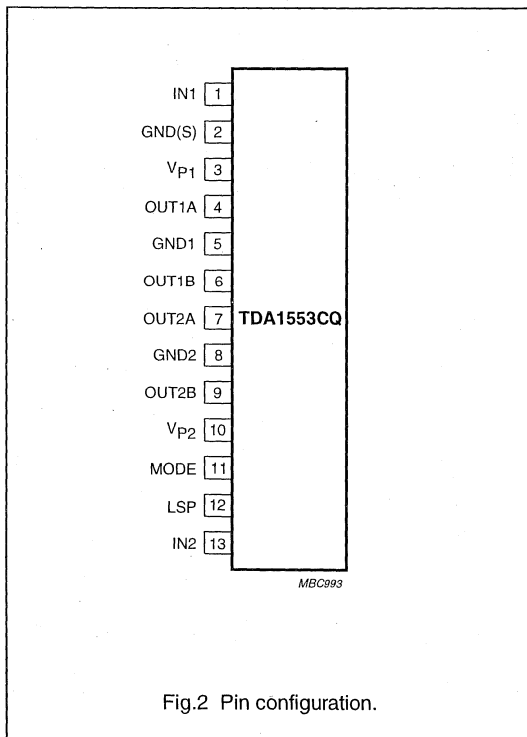 IN1 1
GND(S) 2
VP1 3
OUT1A 4
GND1 5
OUT1B 6
OUT2A 7 TDA1553CQ
GND2 8
OUT2B 9
VP2 10
MODE 11
LSP 12
IN2 13
MBC993
Fig.2 Pin configuration.